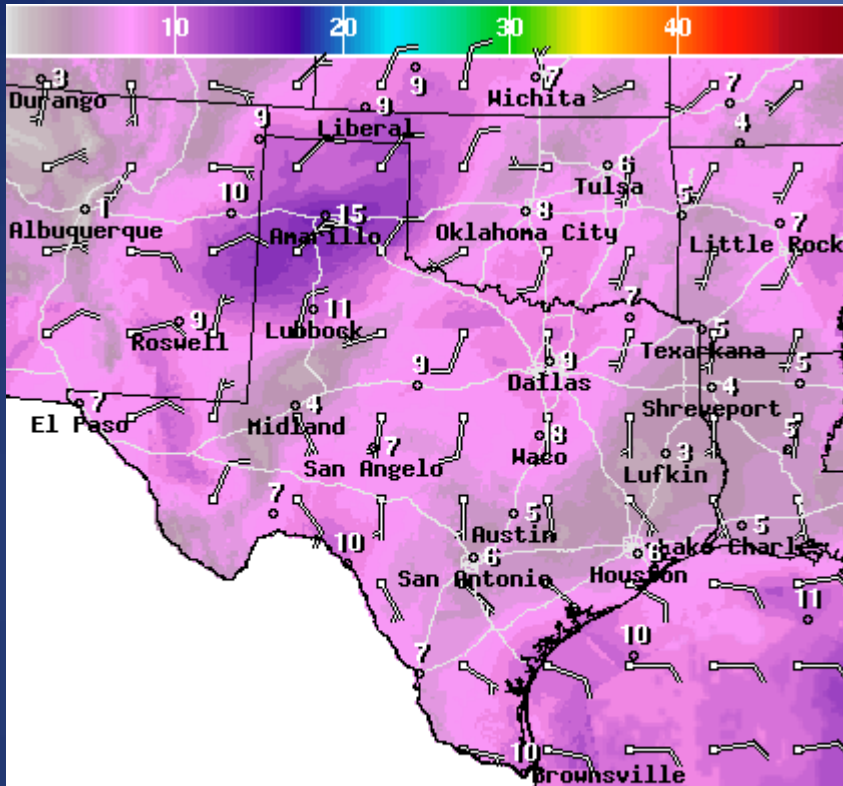 10 20 30 40
3 9 9 7 7
Durango Wichita
9 9 Liberal 4
6
Tulsa
1 10 15 8 5 7
Albuquerque Amarillo Oklahoma City Little Rock
9 11 7 5
Roswell Lubbock Texarkana
9 9 5
Dallas
7 4 4
El Paso Midland Shreveport
7 8 3
San Angelo Waco Lufkin
7 5 5
Austin Lake Charles
10 6 6
San Antonio Houston
11
7 10
10
Brownsville